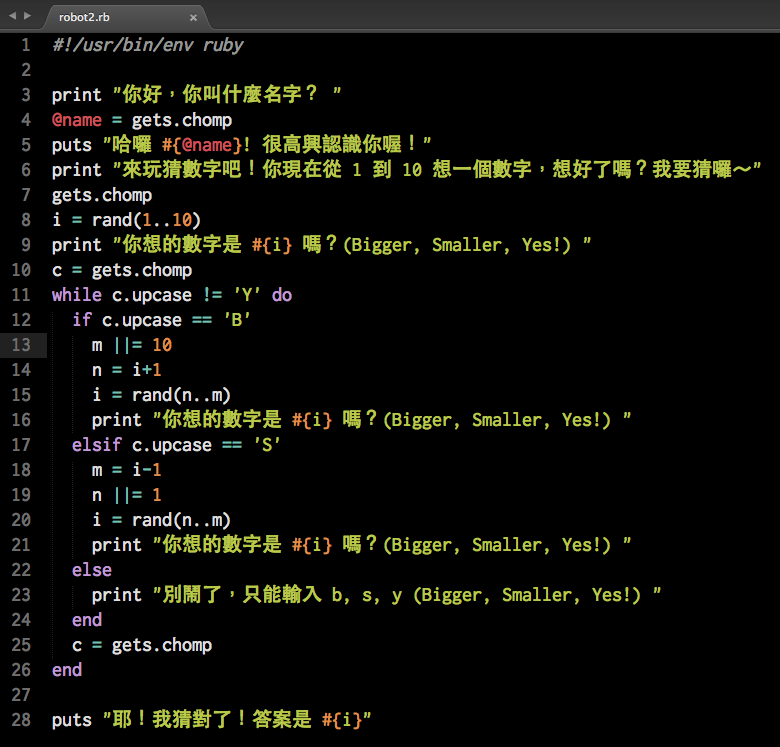 robot2.rb
1 #!/usr/bin/env ruby
2
3 print "你好，你叫什麼名字？ "
4 @name = gets.chomp
5 puts "哈囉 #{@name}! 很高興認識你喔！"
6 print "來玩猜數字吧！你現在從 1 到 10 想一個數字，想好了嗎？我要猜囉～"
7 gets.chomp
8 i = rand(1..10)
9 print "你想的數字是 #{i} 嗎？(Bigger, Smaller, Yes!) "
10 c = gets.chomp
11 while c.upcase != 'Y' do
12   if c.upcase == 'B'
13     m ||= 10
14     n = i+1
15     i = rand(n..m)
16     print "你想的數字是 #{i} 嗎？(Bigger, Smaller, Yes!) "
17   elsif c.upcase == 'S'
18     m = i-1
19     n ||= 1
20     i = rand(n..m)
21     print "你想的數字是 #{i} 嗎？(Bigger, Smaller, Yes!) "
22   else
23     print "別鬧了，只能輸入 b, s, y (Bigger, Smaller, Yes!) "
24   end
25   c = gets.chomp
26 end
27
28 puts "耶！我猜對了！答案是 #{i}"